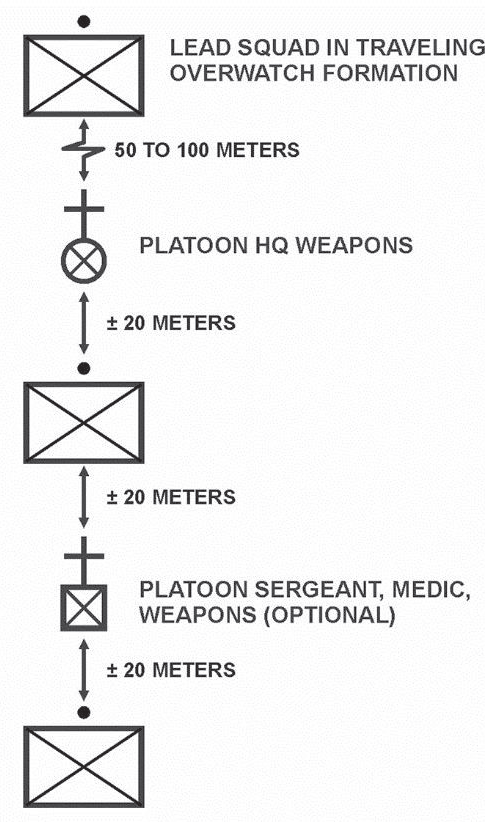 LEAD SQUAD IN TRAVELING
OVERWATCH FORMATION
50 TO 100 METERS
PLATOON HQ WEAPONS
± 20 METERS
± 20 METERS
PLATOON SERGEANT, MEDIC,
WEAPONS (OPTIONAL)
± 20 METERS